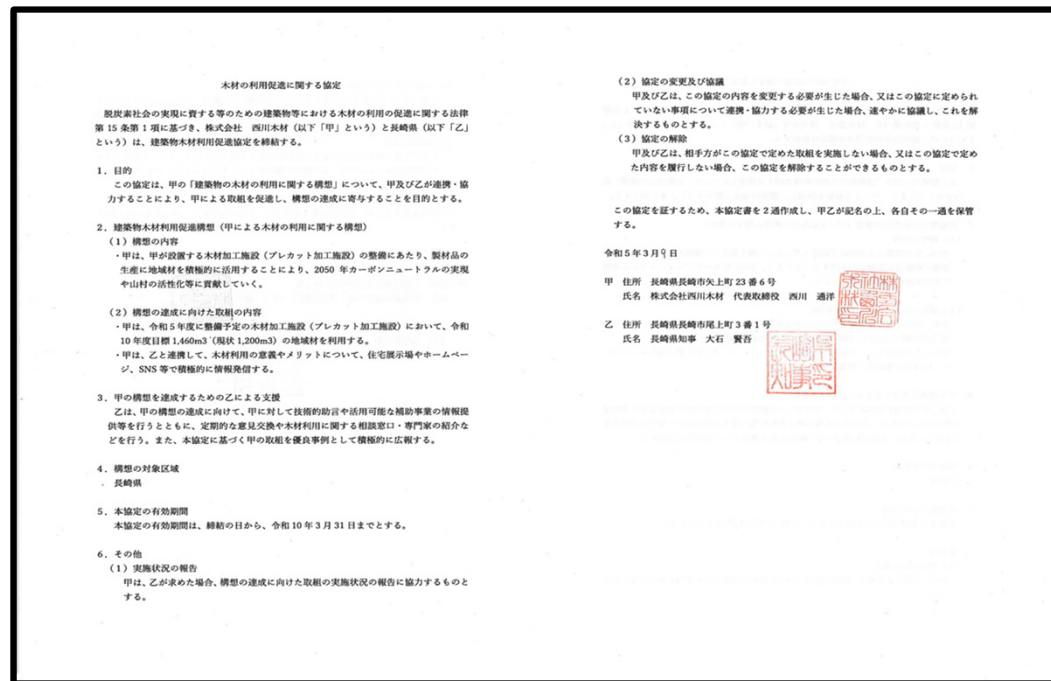 木材の利用促進に関する協定
脱炭素社会の実現に資する等のための建築物等における木材の利用の促進に関する法律
第 15 条第 1 項に基づき、株式会社　西川木材（以下「甲」という）と長崎県（以下「乙」
という）は、建築物木材利用促進協定を締結する。
1．目的
この協定は、甲の「建築物の木材の利用に関する構想」について、甲及び乙が連携・協
力することにより、甲による取組を促進し、構想の達成に寄与することを目的とする。
2．建築物木材利用促進構想（甲による木材の利用に関する構想）
（1）構想の内容
・甲は、甲が設置する木材加工施設（プレカット加工施設）の整備にあたり、製材品の
生産に地域材を積極的に活用することにより、2050 年カーボンニュートラルの実現
や山村の活性化等に貢献していく。
（2）構想の達成に向けた取組の内容
・甲は、令和５年度に整備予定の木材加工施設（プレカット加工施設）において、令和
10 年度目標 1,460m3（現状 1,200m3）の地域材を利用する。
・甲は、乙と連携して、木材利用の意義やメリットについて、住宅展示場やホームペー
ジ、SNS 等で積極的に情報発信する。
3．甲の構想を達成するための乙による支援
乙は、甲の構想の達成に向けて、甲に対して技術的助言や活用可能な補助事業の情報提
供等を行うとともに、定期的な意見交換や木材利用に関する相談窓口・専門家の紹介な
どを行う。また、本協定に基づく甲の取組を優良事例として積極的に広報する。
4．構想の対象区域
長崎県
5．本協定の有効期間
本協定の有効期間は、締結の日から、令和 10 年 3 月 31 日までとする。
6．その他
（1）実施状況の報告
甲は、乙が求めた場合、構想の達成に向けた取組の実施状況の報告に協力するものと
する。
（2）協定の変更及び協議
甲及び乙は、この協定の内容を変更する必要が生じた場合、又はこの協定に定められ
ていない事項について連携・協力する必要が生じた場合、速やかに協議し、これを解
決するものとする。
（3）協定の解除
甲及び乙は、相手方がこの協定で定めた取組を実施しない場合、又はこの協定で定め
た内容を履行しない場合、この協定を解除することができるものとする。
この協定を証するため、本協定書を２通作成し、甲乙が記名の上、各自その一通を保管
する。
令和５年３月９日
甲　住所　長崎県長崎市矢上町 23 番 6 号
氏名　株式会社西川木材　代表取締役　西川　通洋
乙　住所　長崎県長崎市尾上町３番１号
氏名　長崎県知事　大石　賢吾
長崎県知事之印